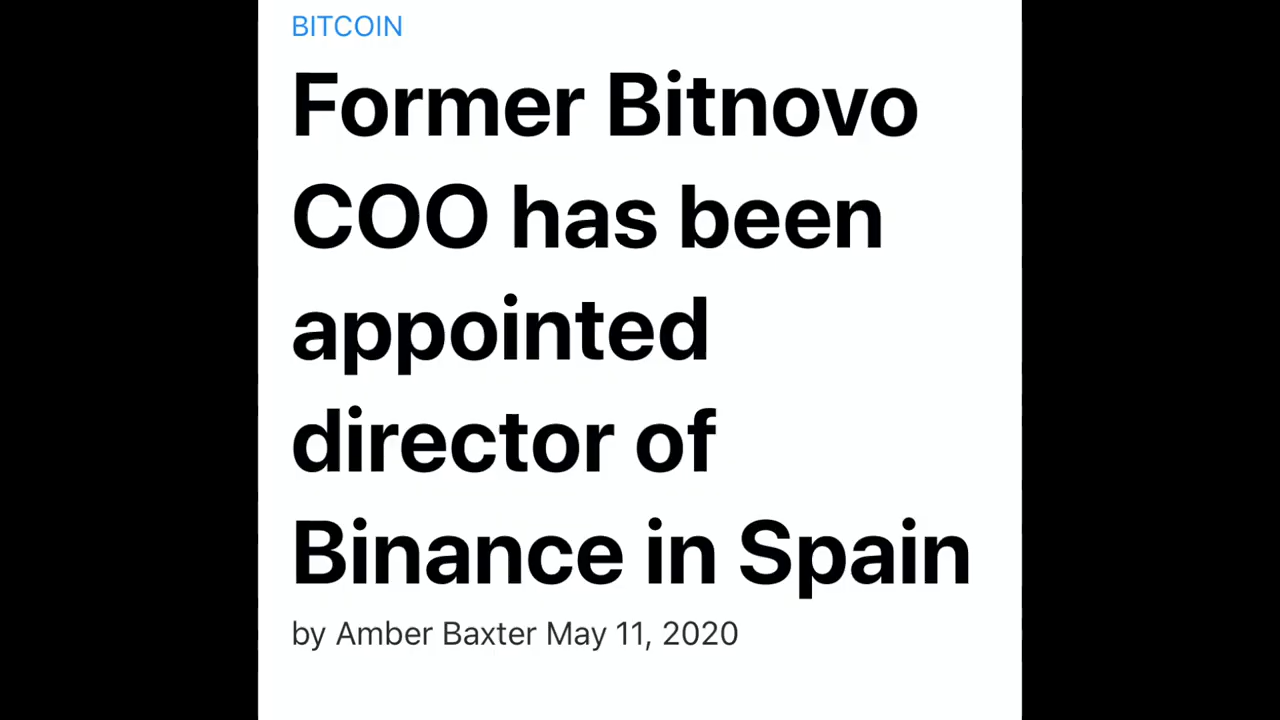 BITCOIN
Former Bitnovo
COO has been
appointed
director of
Binance in Spain
by Amber Baxter May 11, 2020